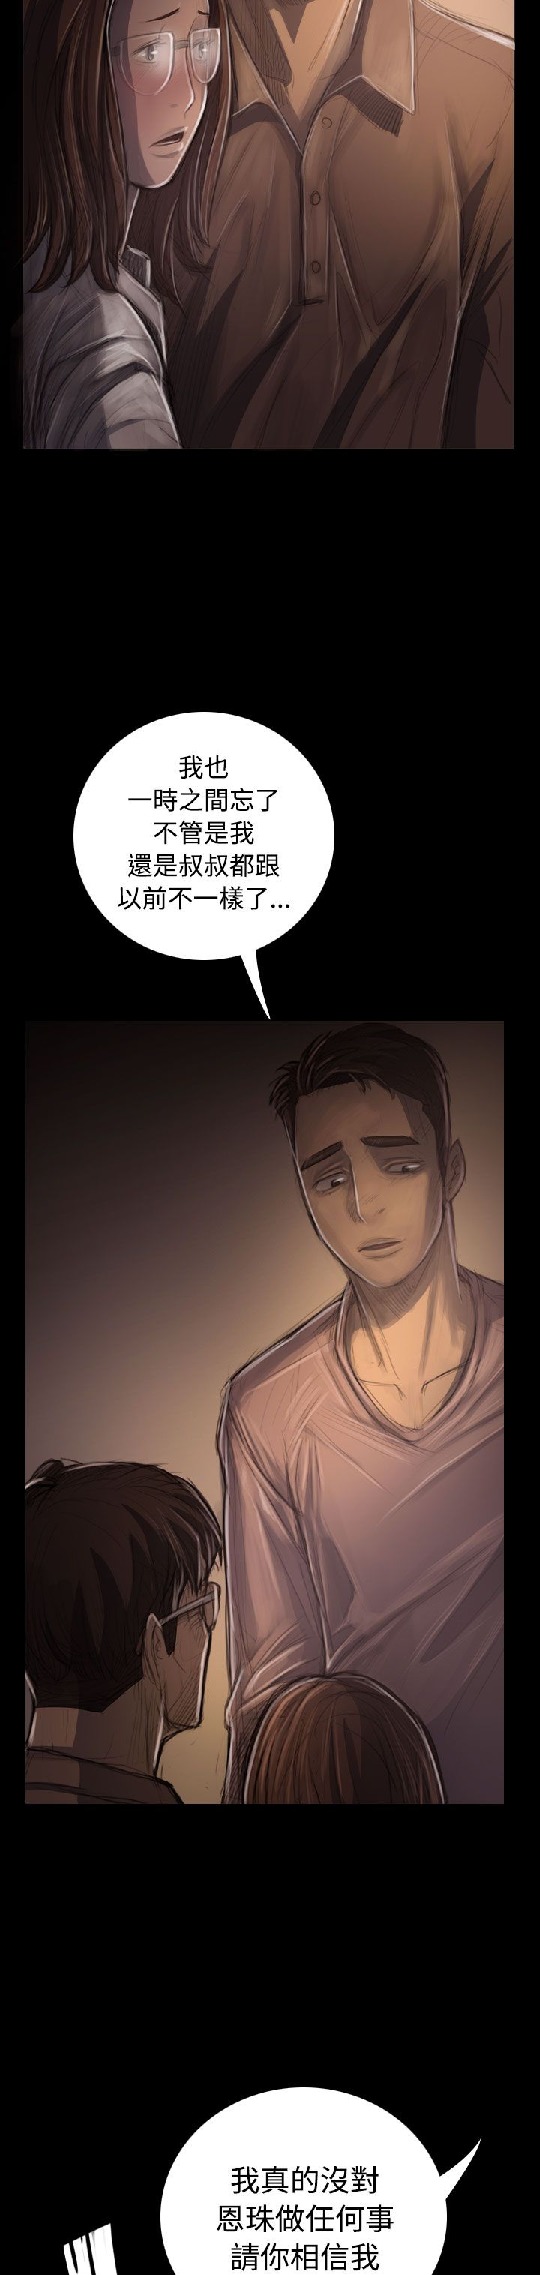 我也
一時之間忘了
不管是我
還是叔叔都跟
以前不一樣了...
我真的沒對
恩珠做任何事
請你相信我